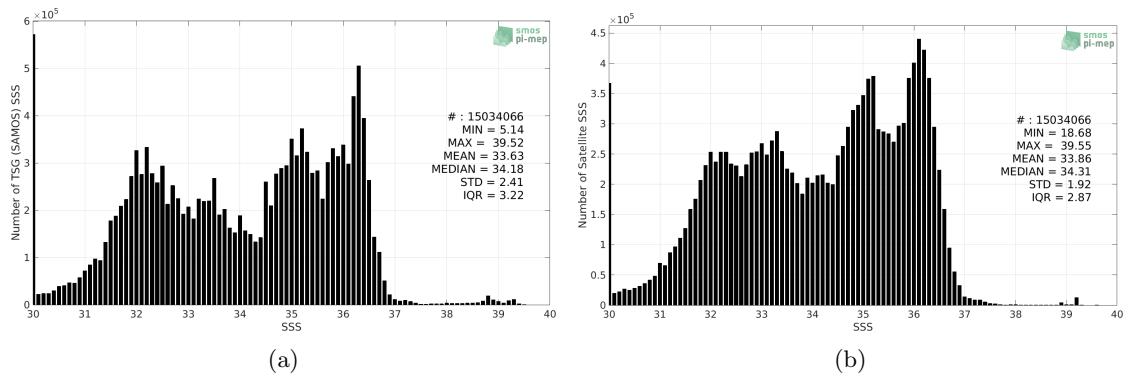 ×10⁵
6
5
4
3
2
1
0
Number of TSG (SAMOS) SSS
30 31 32 33 34 35 36 37 38 39 40
SSS
smos
pi-mep
# : 15034066
MIN = 5.14
MAX = 39.52
MEAN = 33.63
MEDIAN = 34.18
STD = 2.41
IQR = 3.22
(a)
×10⁵
4.5
4
3.5
3
2.5
2
1.5
1
0.5
0
Number of Satellite SSS
30 31 32 33 34 35 36 37 38 39 40
SSS
smos
pi-mep
# : 15034066
MIN = 18.68
MAX = 39.55
MEAN = 33.86
MEDIAN = 34.31
STD = 1.92
IQR = 2.87
(b)